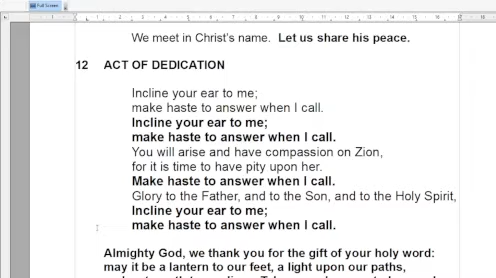 Full Screen
We meet in Christ's name. Let us share his peace.
12 ACT OF DEDICATION
Incline your ear to me;
make haste to answer when I call.
Incline your ear to me;
make haste to answer when I call.
You will arise and have compassion on Zion,
for it is time to have pity upon her.
Make haste to answer when I call.
Glory to the Father, and to the Son, and to the Holy Spirit,
Incline your ear to me;
make haste to answer when I call.
Almighty God, we thank you for the gift of your holy word:
may it be a lantern to our feet, a light upon our paths,